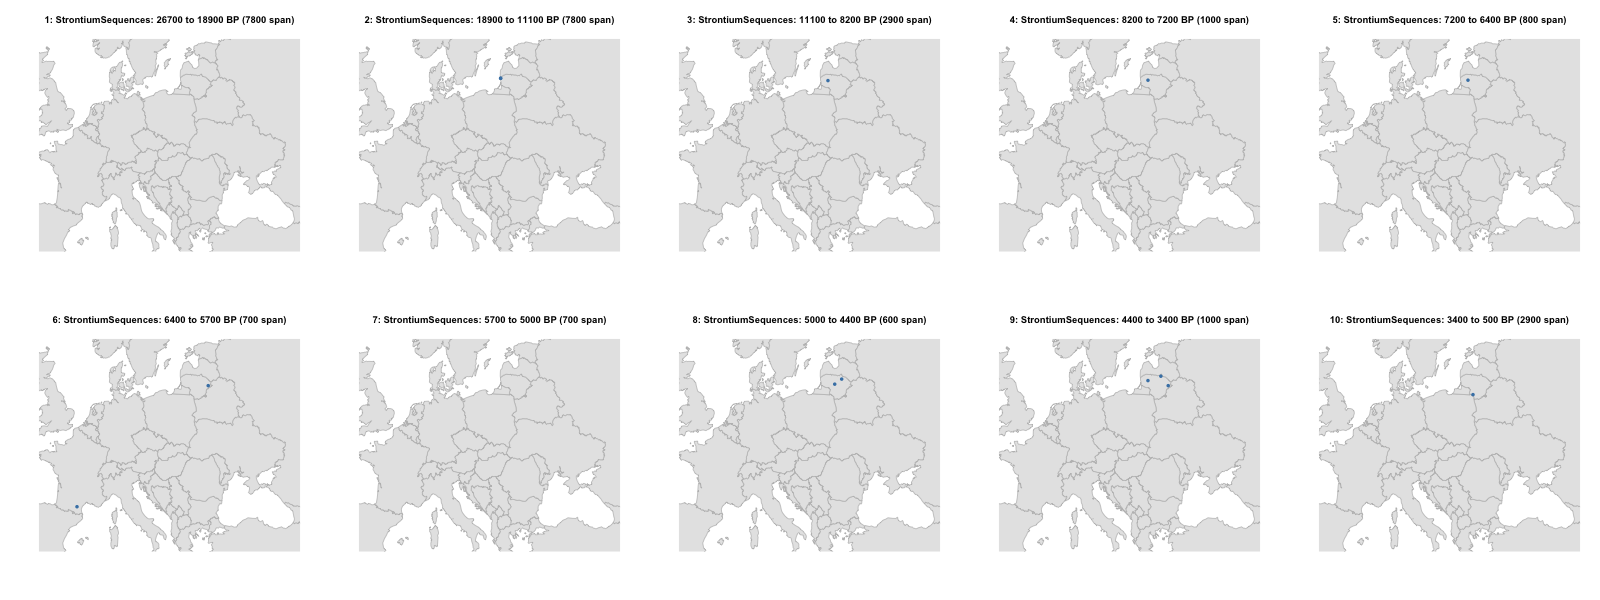 1: StrontiumSequences: 26700 to 18900 BP (7800 span)
2: StrontiumSequences: 18900 to 11100 BP (7800 span)
3: StrontiumSequences: 11100 to 8200 BP (2900 span)
4: StrontiumSequences: 8200 to 7200 BP (1000 span)
5: StrontiumSequences: 7200 to 6400 BP (800 span)
6: StrontiumSequences: 6400 to 5700 BP (700 span)
7: StrontiumSequences: 5700 to 5000 BP (700 span)
8: StrontiumSequences: 5000 to 4400 BP (600 span)
9: StrontiumSequences: 4400 to 3400 BP (1000 span)
10: StrontiumSequences: 3400 to 500 BP (2900 span)